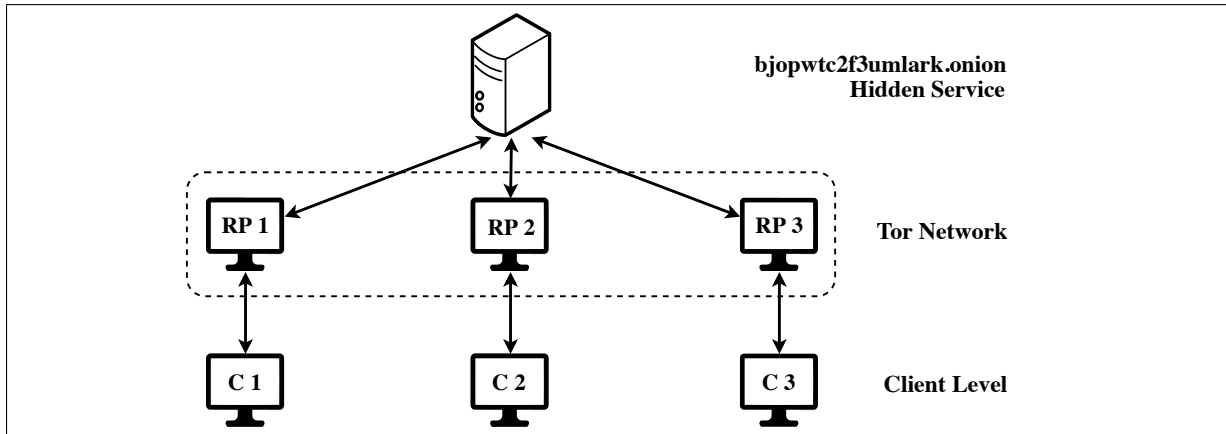 bjopwtc2f3umlark.onion
Hidden Service
RP 1
RP 2
RP 3
Tor Network
C 1
C 2
C 3
Client Level